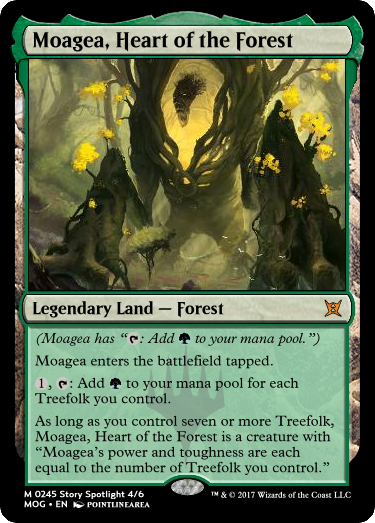 Moagea, Heart of the Forest
Legendary Land — Forest
(Moagea has “: Add to your mana pool.”)
Moagea enters the battlefield tapped.
1, : Add to your mana pool for each
Treefolk you control.
As long as you control seven or more Treefolk,
Moagea, Heart of the Forest is a creature with
“Moagea’s power and toughness are each
equal to the number of Treefolk you control.”
M 0245 Story Spotlight 4/6
MOG • EN POINTLINEAREA
™ & © 2017 Wizards of the Coast LLC